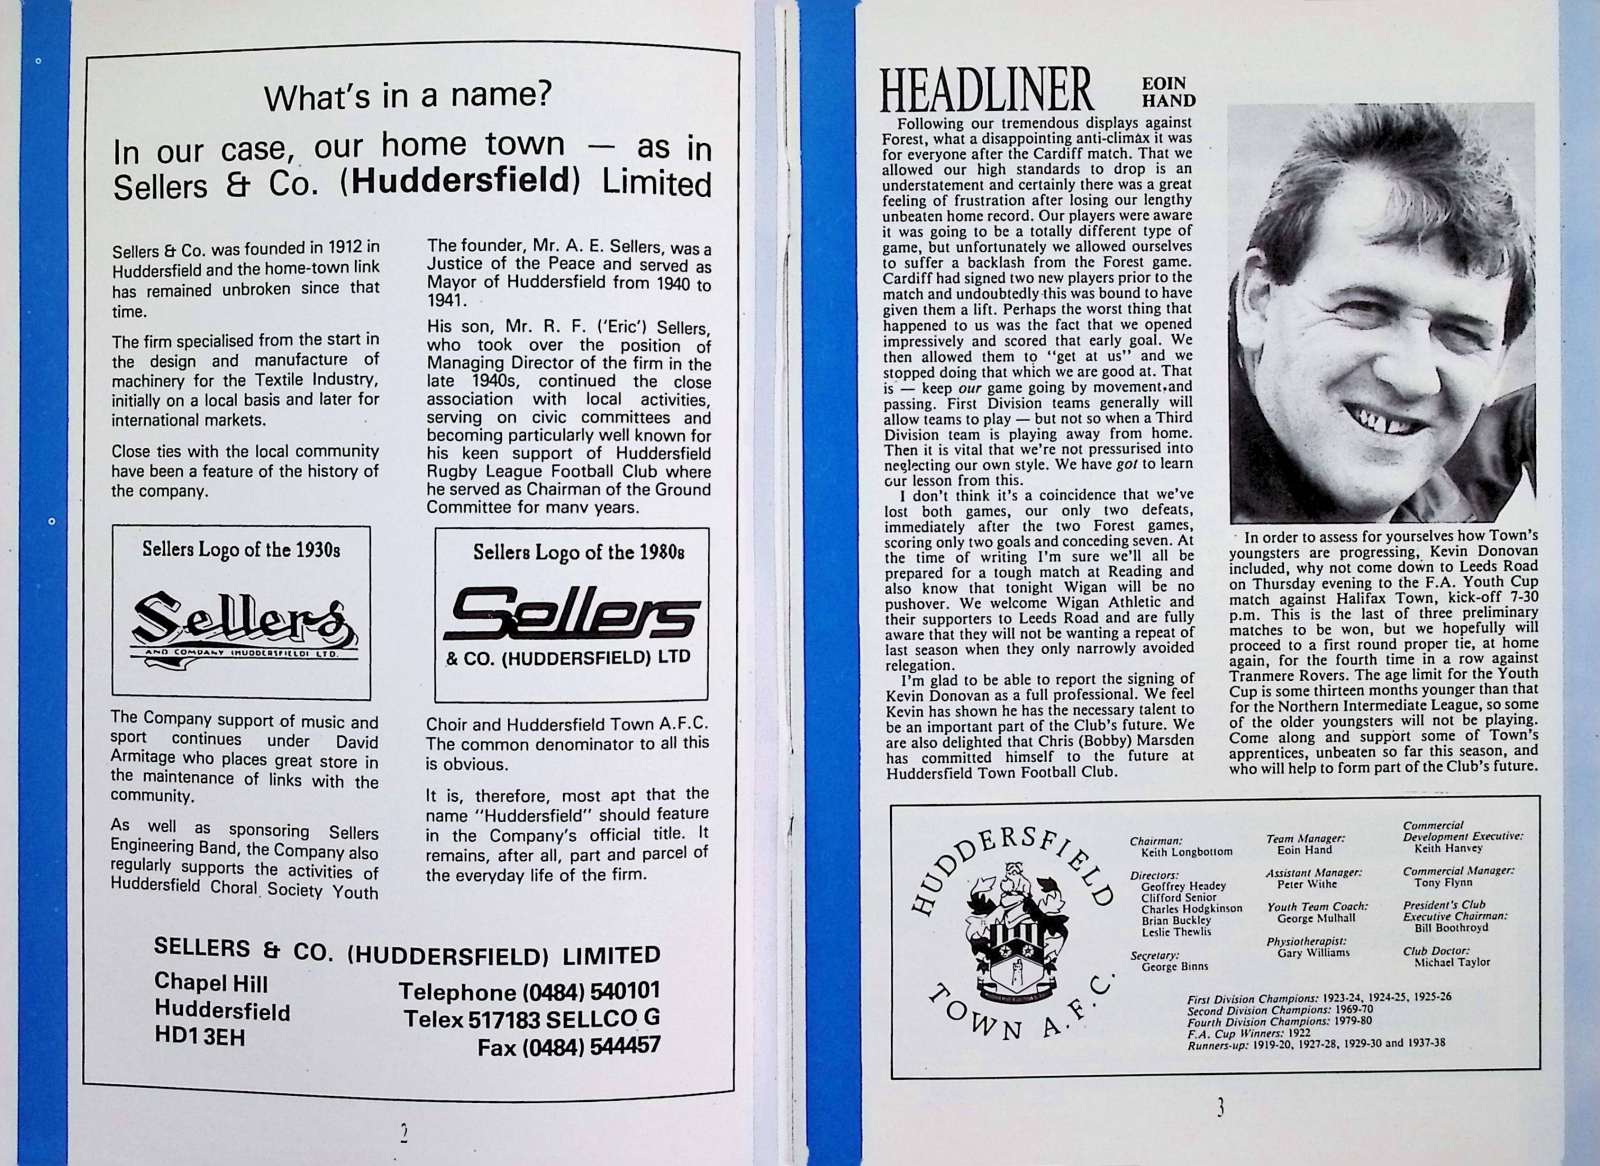 What's in a name?
In our case, our home town — as in
Sellers & Co. (Huddersfield) Limited
Sellers & Co. was founded in 1912 in
Huddersfield and the home-town link
has remained unbroken since that
time.
The firm specialised from the start in
the design and manufacture of
machinery for the Textile Industry,
initially on a local basis and later for
international markets.
Close ties with the local community
have been a feature of the history of
the company.
The founder, Mr. A. E. Sellers, was a
Justice of the Peace and served as
Mayor of Huddersfield from 1940 to
1941.
His son, Mr. R. F. ('Eric') Sellers,
who took over the position of
Managing Director of the firm in the
late 1940s, continued the close
association with local activities,
serving on civic committees and
becoming particularly well known for
his keen support of Huddersfield
Rugby League Football Club where
he served as Chairman of the Ground
Committee for many years.
Sellers Logo of the 1930s
Sellers
AND COMPANY (HUDDERSFIELD) LTD.
Sellers Logo of the 1980s
Sellers
& CO. (HUDDERSFIELD) LTD
The Company support of music and
sport continues under David
Armitage who places great store in
the maintenance of links with the
community.
As well as sponsoring Sellers
Engineering Band, the Company also
regularly supports the activities of
Huddersfield Choral Society Youth
Choir and Huddersfield Town A.F.C.
The common denominator to all this
is obvious.
It is, therefore, most apt that the
name "Huddersfield" should feature
in the Company's official title. It
remains, after all, part and parcel of
the everyday life of the firm.
SELLERS & CO. (HUDDERSFIELD) LIMITED
Chapel Hill
Huddersfield
HD1 3EH
Telephone (0484) 540101
Telex 517183 SELLCO G
Fax (0484) 544457
2
HEADLINER
EOIN
HAND
Following our tremendous displays against
Forest, what a disappointing anti-climax it was
for everyone after the Cardiff match. That we
allowed our high standards to drop is an
understatement and certainly there was a great
feeling of frustration after losing our lengthy
unbeaten home record. Our players were aware
it was going to be a totally different type of
game, but unfortunately we allowed ourselves
to suffer a backlash from the Forest game.
Cardiff had signed two new players prior to the
match and undoubtedly this was bound to have
given them a lift. Perhaps the worst thing that
happened to us was the fact that we opened
impressively and scored that early goal. We
then allowed them to "get at us" and we
stopped doing that which we are good at. That
is — keep our game going by movement and
passing. First Division teams generally will
allow teams to play — but not so when a Third
Division team is playing away from home.
Then it is vital that we're not pressurised into
neglecting our own style. We have got to learn
our lesson from this.
I don't think it's a coincidence that we've
lost both games, our only two defeats,
immediately after the two Forest games,
scoring only two goals and conceding seven. At
the time of writing I'm sure we'll all be
prepared for a tough match at Reading and
also know that tonight Wigan will be no
pushover. We welcome Wigan Athletic and
their supporters to Leeds Road and are fully
aware that they will not be wanting a repeat of
last season when they only narrowly avoided
relegation.
I'm glad to be able to report the signing of
Kevin Donovan as a full professional. We feel
Kevin has shown he has the necessary talent to
be an important part of the Club's future. We
are also delighted that Chris (Bobby) Marsden
has committed himself to the future at
Huddersfield Town Football Club.
In order to assess for yourselves how Town's
youngsters are progressing, Kevin Donovan
included, why not come down to Leeds Road
on Thursday evening to the F.A. Youth Cup
match against Halifax Town, kick-off 7-30
p.m. This is the last of three preliminary
matches to be won, but we hopefully will
proceed to a first round proper tie, at home
again, for the fourth time in a row against
Tranmere Rovers. The age limit for the Youth
Cup is some thirteen months younger than that
for the Northern Intermediate League, so some
of the older youngsters will not be playing.
Come along and support some of Town's
apprentices, unbeaten so far this season, and
who will help to form part of the Club's future.
HUDDERSFIELD
TOWN A.F.C.
Chairman:
Keith Longbottom
Directors:
Geoffrey Headey
Clifford Senior
Charles Hodgkinson
Brian Buckley
Leslie Thewlis
Secretary:
George Binns
Team Manager:
Eoin Hand
Assistant Manager:
Peter Withe
Youth Team Coach:
George Mulhall
Physiotherapist:
Gary Williams
Commercial
Development Executive:
Keith Hanvey
Commercial Manager:
Tony Flynn
President's Club
Executive Chairman:
Bill Boothroyd
Club Doctor:
Michael Taylor
First Division Champions: 1923-24, 1924-25, 1925-26
Second Division Champions: 1969-70
Fourth Division Champions: 1979-80
F.A. Cup Winners: 1922
Runners-up: 1919-20, 1927-28, 1929-30 and 1937-38
3